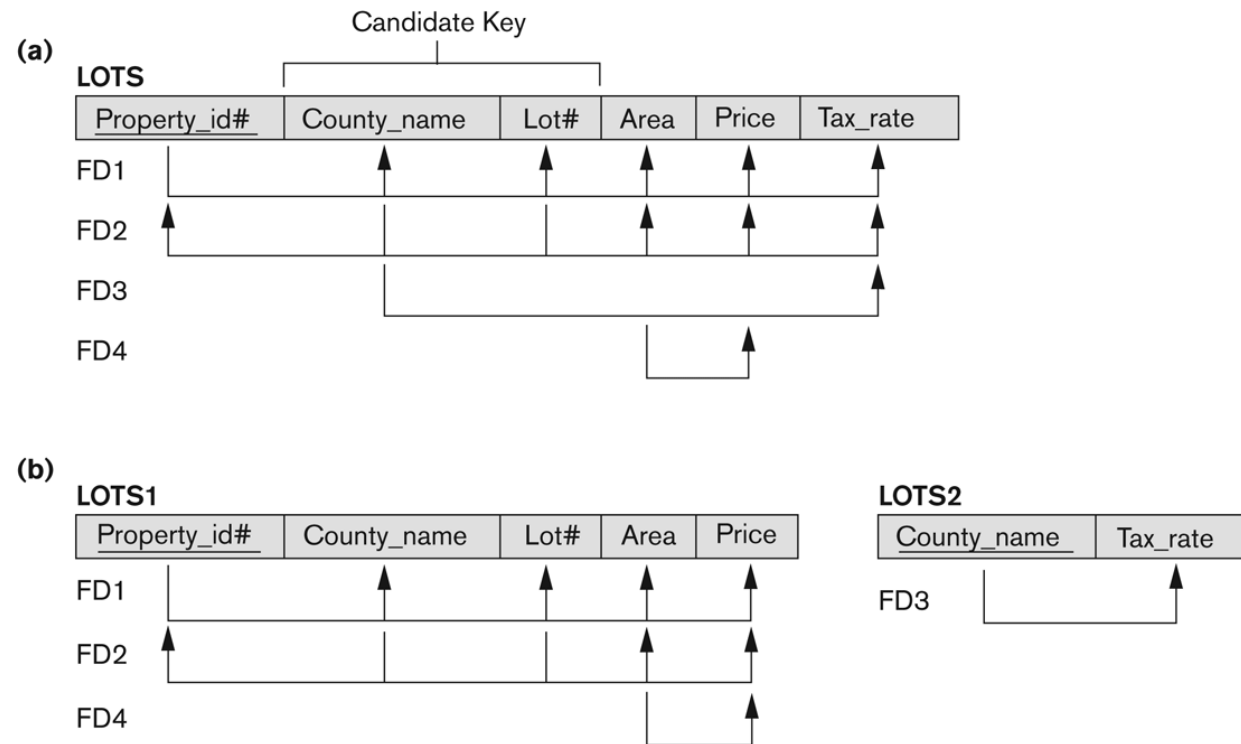 (a)
Candidate Key
LOTS
Property_id# County_name Lot# Area Price Tax_rate
FD1
FD2
FD3
FD4
(b)
LOTS1
Property_id# County_name Lot# Area Price
FD1
FD2
FD4
LOTS2
County_name Tax_rate
FD3